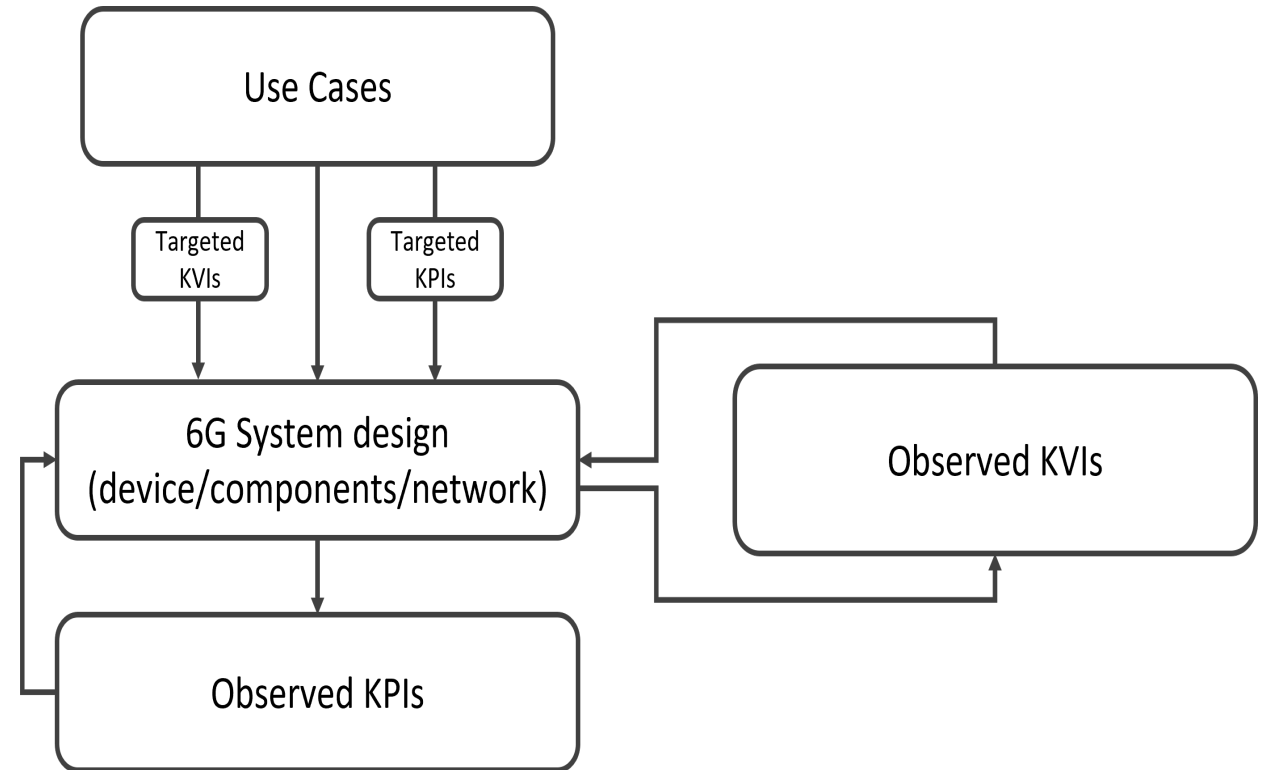 Use Cases
Targeted
KVIs
Targeted
KPIs
6G System design
(device/components/network)
Observed KVIs
Observed KPIs